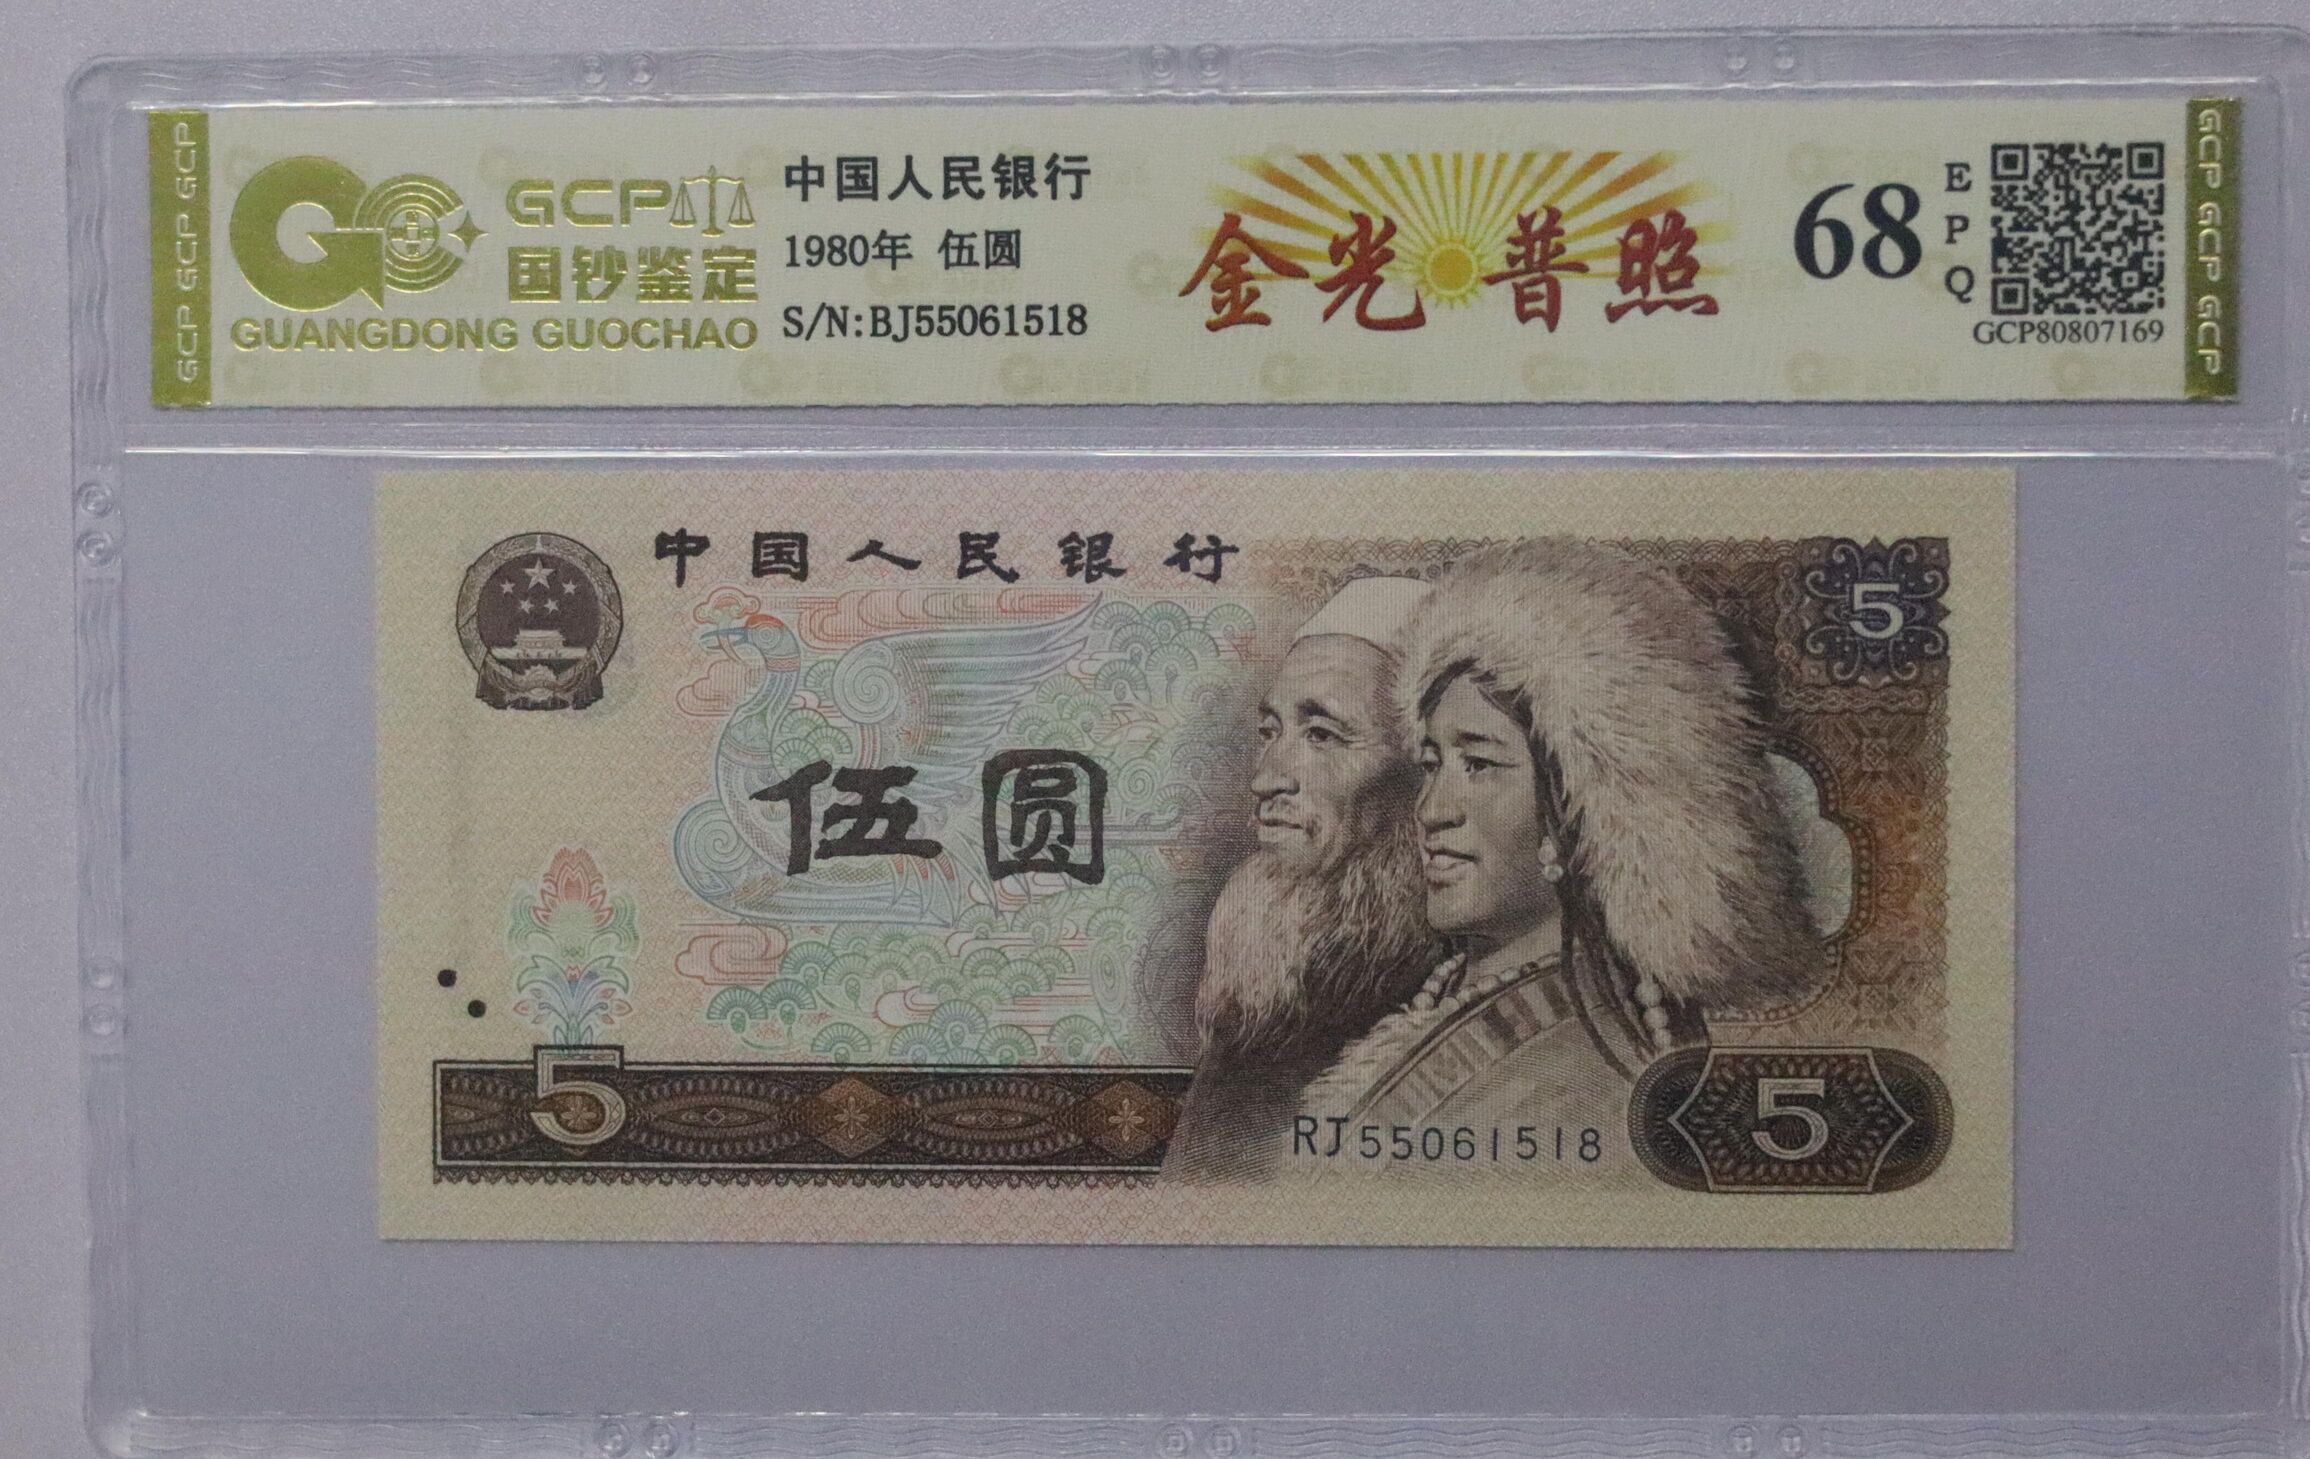 GCP GCP GCP
GCP
国钞鉴定
GUANGDONG GUOCHAO
中国人民银行
1980年 伍圆
S/N:BJ55061518
金光普照
68
E
P
Q
GCP80807169
GCP GCP GCP
中国人民银行
5
伍圆
5
RJ55061518
5